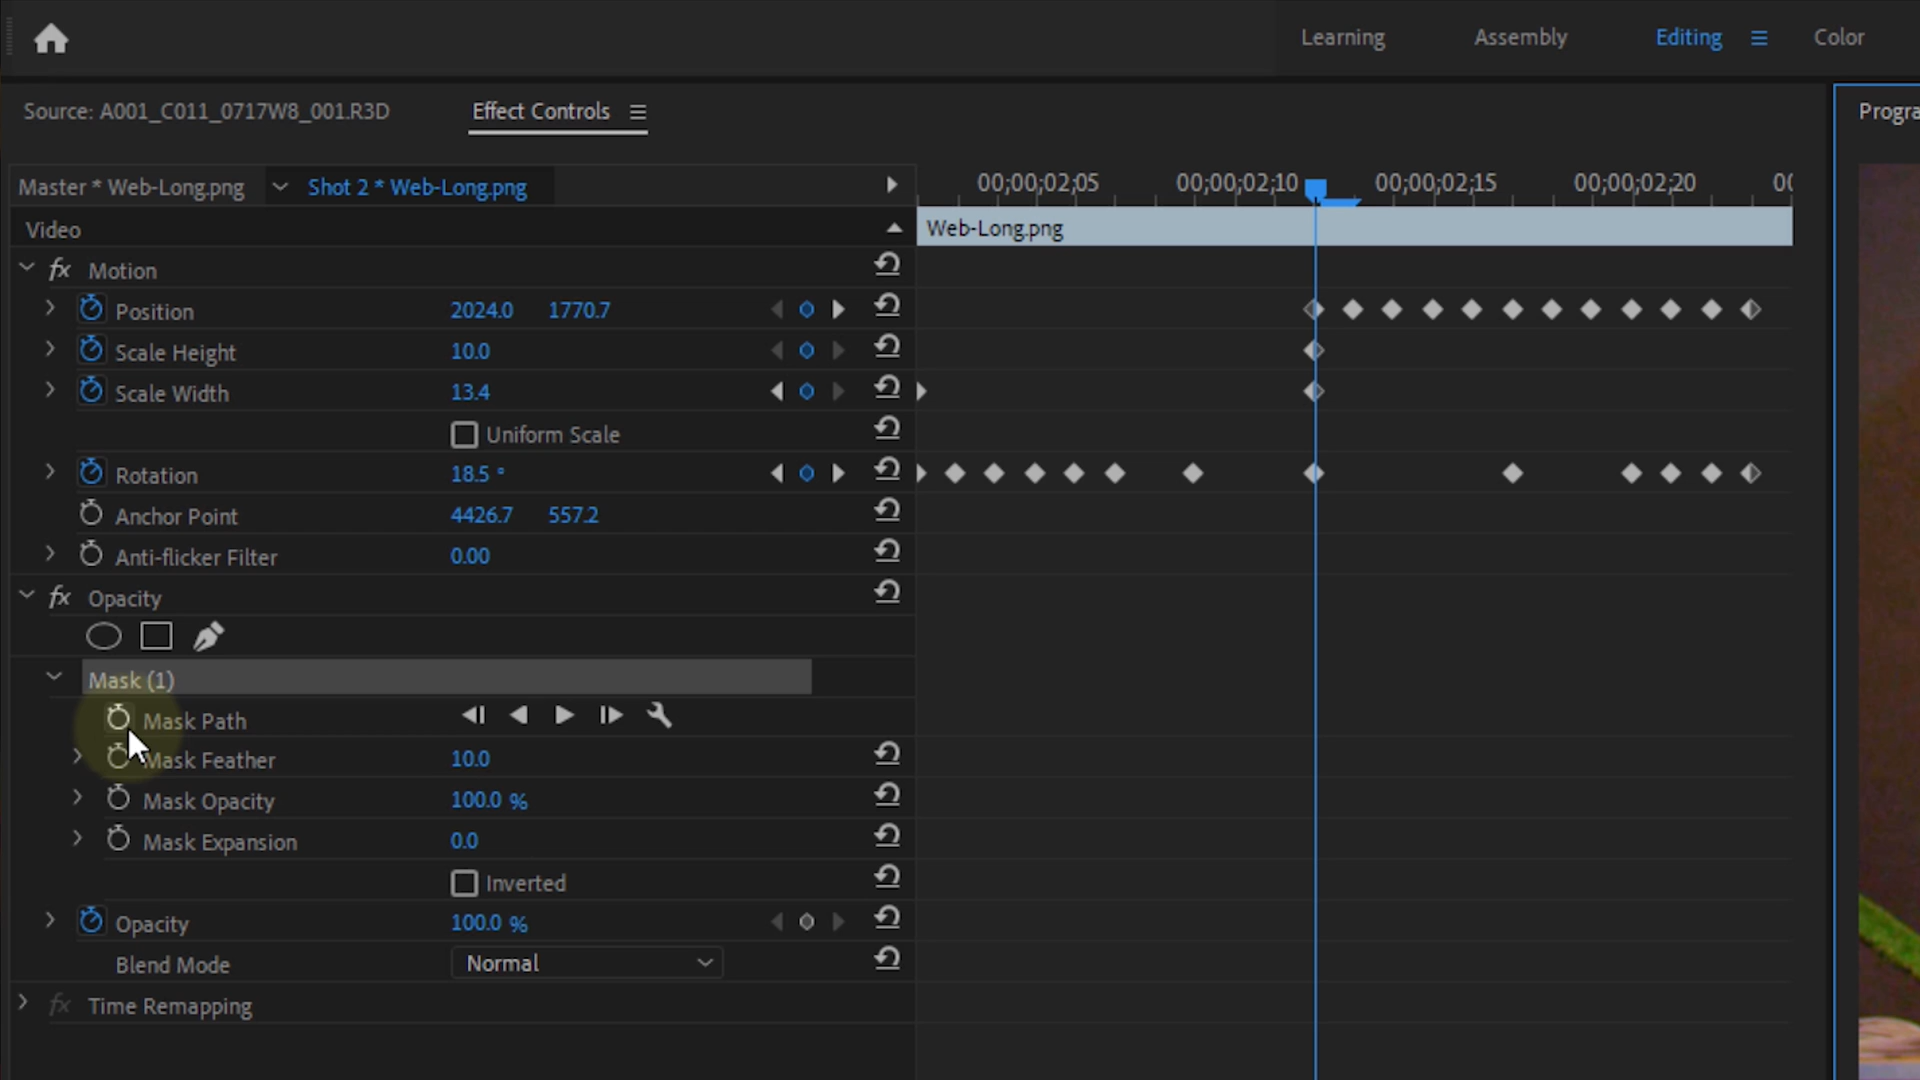 Learning Assembly Editing Color
Source: A001_C011_0717W8_001.R3D Effect Controls
Master * Web-Long.png Shot 2 * Web-Long.png
00;00;02;05 00;00;02;10 00;00;02;15 00;00;02;20
Video
Web-Long.png
fx Motion
Position 2024.0 1770.7
Scale Height 10.0
Scale Width 13.4
Uniform Scale
Rotation 18.5 °
Anchor Point 4426.7 557.2
Anti-flicker Filter 0.00
fx Opacity
Mask (1)
Mask Path
Mask Feather 10.0
Mask Opacity 100.0 %
Mask Expansion 0.0
Inverted
Opacity 100.0 %
Blend Mode Normal
fx Time Remapping